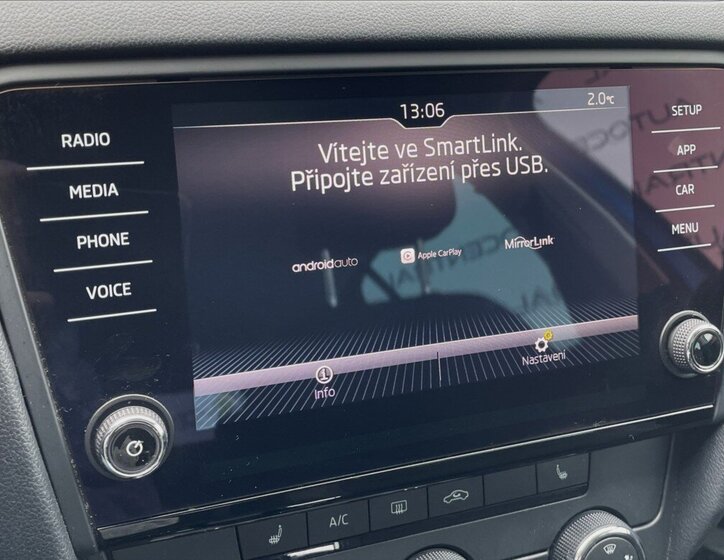 13:06
2.0°C
RADIO
MEDIA
PHONE
VOICE
Vítejte ve SmartLink.
Připojte zařízení přes USB.
androidauto
Apple CarPlay
MirrorLink
Info
Nastavení
SETUP
APP
CAR
MENU
A/C